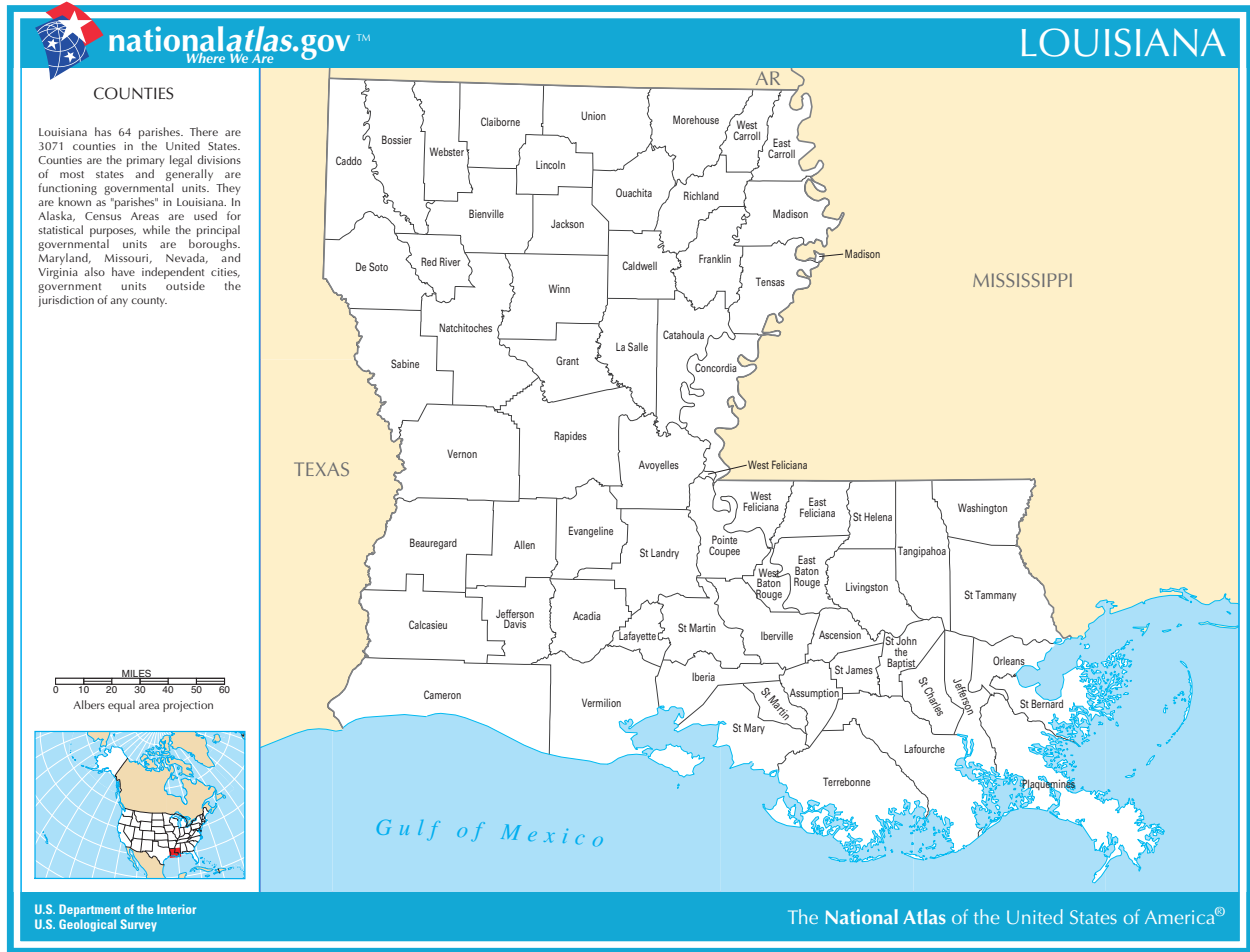 nationalatlas.gov TM
Where We Are
LOUISIANA
COUNTIES
Louisiana has 64 parishes. There are
3071 counties in the United States.
Counties are the primary legal divisions
of most states and generally are
functioning governmental units. They
are known as "parishes" in Louisiana. In
Alaska, Census Areas are used for
statistical purposes, while the principal
governmental units are boroughs.
Maryland, Missouri, Nevada, and
Virginia also have independent cities,
government units outside the
jurisdiction of any county.
AR
MISSISSIPPI
TEXAS
Caddo
Bossier
Webster
Claiborne
Union
Morehouse
West
Carroll
East
Carroll
Lincoln
Ouachita
Richland
Madison
Bienville
Jackson
Madison
De Soto
Red River
Caldwell
Franklin
Tensas
Winn
Natchitoches
Sabine
Grant
La Salle
Catahoula
Concordia
Vernon
Rapides
Avoyelles
West Feliciana
West
Feliciana
East
Feliciana
St Helena
Washington
Beauregard
Allen
Evangeline
St Landry
Pointe
Coupee
Tangipahoa
West
Baton
Rouge
East
Baton
Rouge
Livingston
St Tammany
Calcasieu
Jefferson
Davis
Acadia
Lafayette
St Martin
Iberville
Ascension
St John
the
Baptist
Orleans
St James
Cameron
Vermilion
Iberia
St Martin
Assumption
St Charles
Jefferson
St Bernard
St Mary
Lafourche
Terrebonne
Plaquemines
Gulf of Mexico
MILES
0 10 20 30 40 50 60
Albers equal area projection
U.S. Department of the Interior
U.S. Geological Survey
The National Atlas of the United States of America®